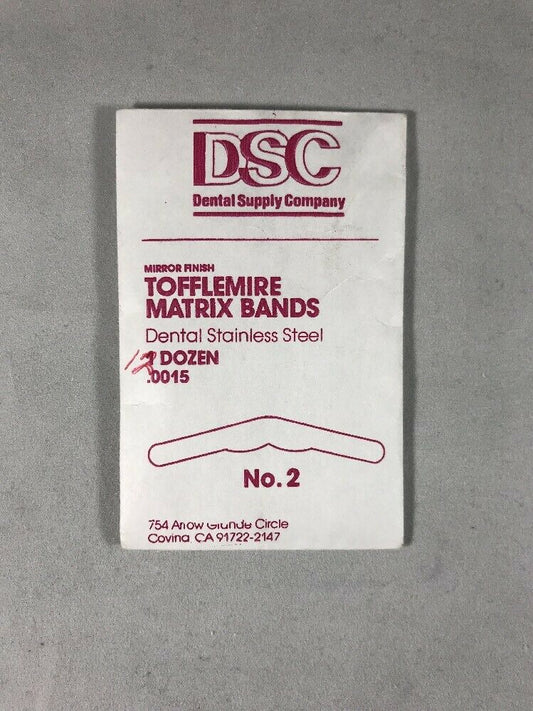 DSC
Dental Supply Company
MIRROR FINISH
TOFFLEMIRE
MATRIX BANDS
Dental Stainless Steel
12 DOZEN
.0015
No. 2
754 Arrow Grande Circle
Covina, CA 91722-2147